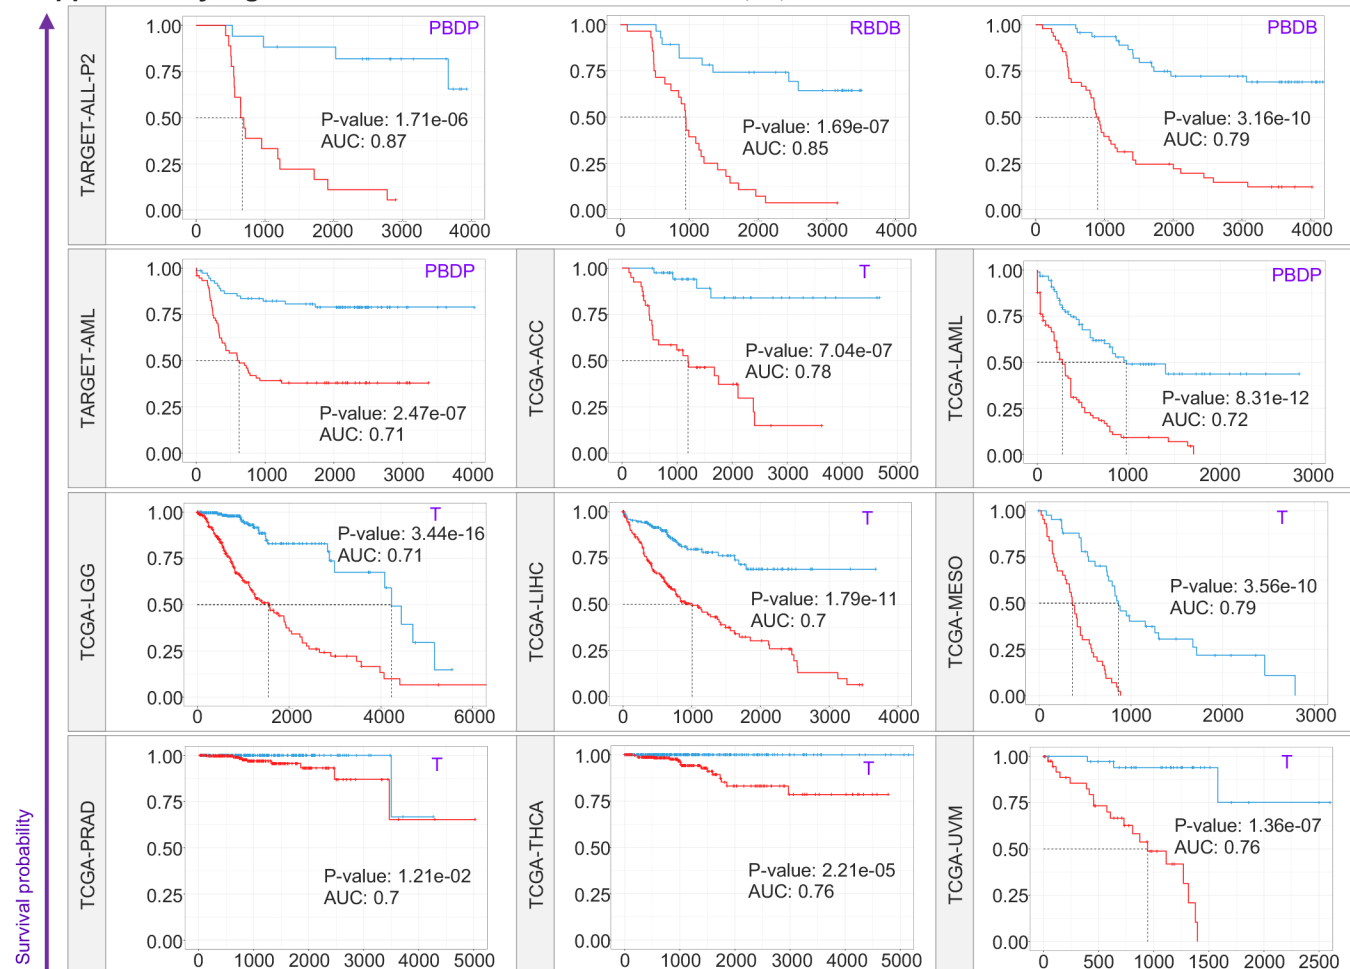 TARGET-ALL-P2
PBDP
1.00
0.75
0.50
0.25
0.00
P-value: 1.71e-06
AUC: 0.87
0 1000 2000 3000 4000
RBDB
1.00
0.75
0.50
0.25
0.00
P-value: 1.69e-07
AUC: 0.85
0 1000 2000 3000 4000
PBDB
1.00
0.75
0.50
0.25
0.00
P-value: 3.16e-10
AUC: 0.79
0 1000 2000 3000 4000
TARGET-AML
PBDP
1.00
0.75
0.50
0.25
0.00
P-value: 2.47e-07
AUC: 0.71
0 1000 2000 3000 4000
TCGA-ACC
T
1.00
0.75
0.50
0.25
0.00
P-value: 7.04e-07
AUC: 0.78
0 1000 2000 3000 4000 5000
TCGA-LAML
PBDP
1.00
0.75
0.50
0.25
0.00
P-value: 8.31e-12
AUC: 0.72
0 1000 2000 3000
TCGA-LGG
T
1.00
0.75
0.50
0.25
0.00
P-value: 3.44e-16
AUC: 0.71
0 2000 4000 6000
TCGA-LIHC
T
1.00
0.75
0.50
0.25
0.00
P-value: 1.79e-11
AUC: 0.7
0 1000 2000 3000 4000
TCGA-MESO
T
1.00
0.75
0.50
0.25
0.00
P-value: 3.56e-10
AUC: 0.79
0 1000 2000 3000
Survival probability
TCGA-PRAD
T
1.00
0.75
0.50
0.25
0.00
P-value: 1.21e-02
AUC: 0.7
0 1000 2000 3000 4000 5000
TCGA-THCA
T
1.00
0.75
0.50
0.25
0.00
P-value: 2.21e-05
AUC: 0.76
0 1000 2000 3000 4000 5000
TCGA-UVM
T
1.00
0.75
0.50
0.25
0.00
P-value: 1.36e-07
AUC: 0.76
0 500 1000 1500 2000 2500